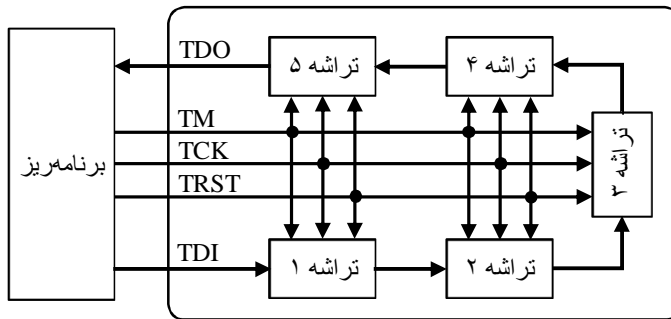 TDO
تراشه ۵
تراشه ۴
TM
برنامه‌ریز
TCK
تراشه ۳
TRST
TDI
تراشه ۱
تراشه ۲